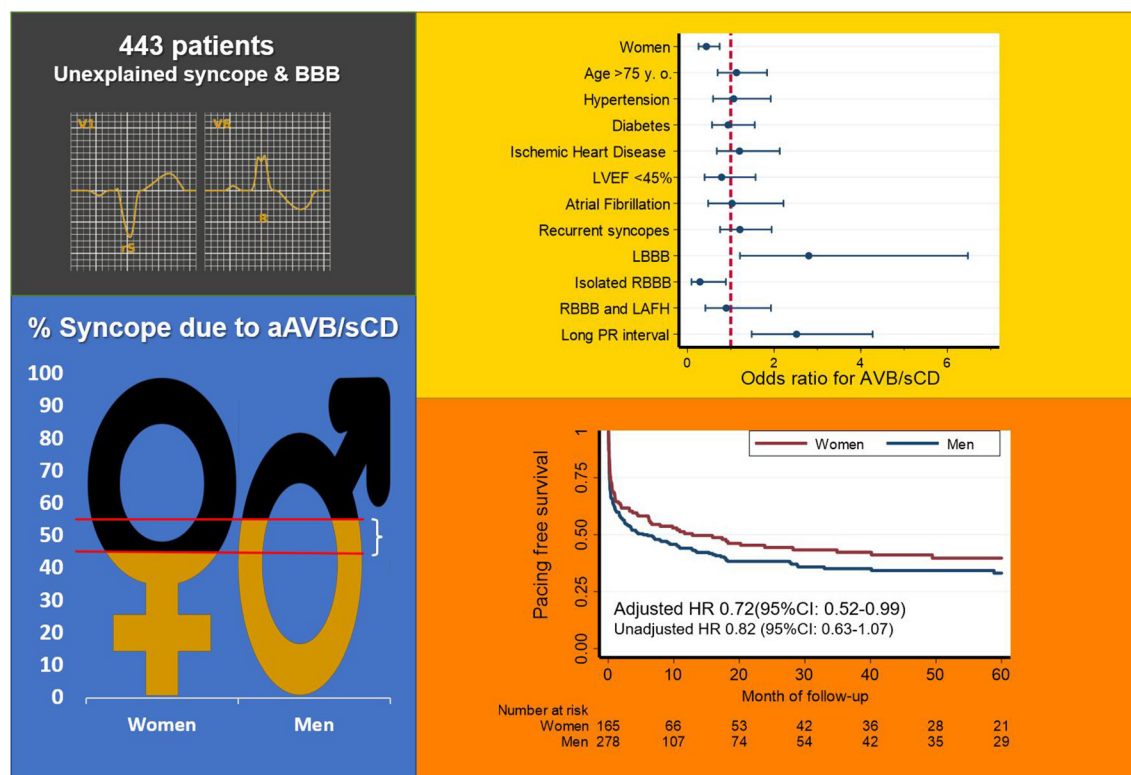 443 patients
Unexplained syncope & BBB
V1
V6
rS
R
% Syncope due to aAVB/sCD
100
90
80
70
60
50
40
30
20
10
0
Women
Men
Women
Age >75 y. o.
Hypertension
Diabetes
Ischemic Heart Disease
LVEF <45%
Atrial Fibrillation
Recurrent syncopes
LBBB
Isolated RBBB
RBBB and LAFH
Long PR interval
0 2 4 6
Odds ratio for AVB/sCD
Women Men
Pacing free survival
1
0.75
0.50
0.25
0.00
Adjusted HR 0.72(95%CI: 0.52-0.99)
Unadjusted HR 0.82 (95%CI: 0.63-1.07)
0 10 20 30 40 50 60
Month of follow-up
Number at risk
Women 165 66 53 42 36 28 21
Men 278 107 74 54 42 35 29